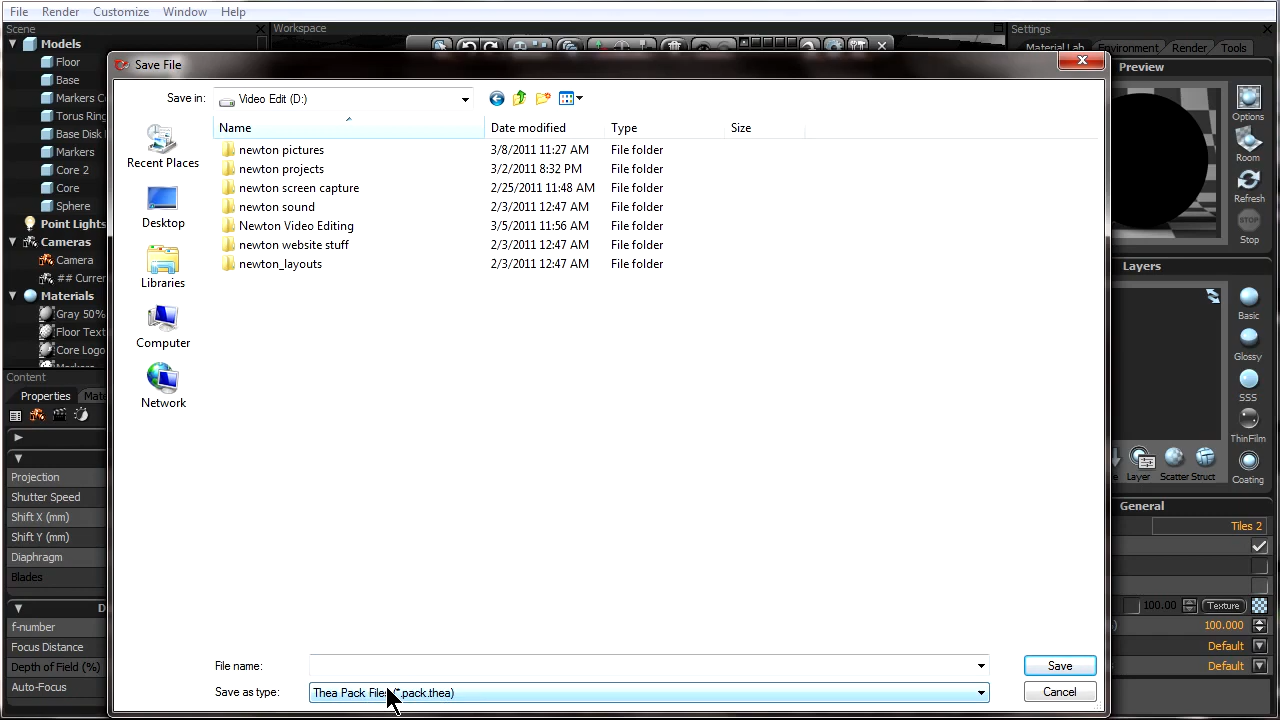 File Render Customize Window Help
Scene
Workspace
Settings
Models
Floor
Base
Markers C
Torus Ring
Base Disk
Markers
Core 2
Core
Sphere
Point Lights
Cameras
Camera
## Curren
Materials
Gray 50%
Floor Text
Core Logo
Content
Properties
Projection
Shutter Speed
Shift X (mm)
Shift Y (mm)
Diaphragm
Blades
D
f-number
Focus Distance
Depth of Field (%)
Auto-Focus
Save File
Save in: Video Edit (D:)
Name Date modified Type Size
newton pictures 3/8/2011 11:27 AM File folder
newton projects 3/2/2011 8:32 PM File folder
newton screen capture 2/25/2011 11:48 AM File folder
newton sound 2/3/2011 12:47 AM File folder
Newton Video Editing 3/5/2011 11:56 AM File folder
newton website stuff 2/3/2011 12:47 AM File folder
newton_layouts 2/3/2011 12:47 AM File folder
Recent Places
Desktop
Libraries
Computer
Network
File name:
Save
Save as type: Thea Pack Files (*.pack.thea)
Cancel
Material Lab Environment Render Tools
Preview
Options
Room
Refresh
Stop
Layers
Basic
Glossy
SSS
ThinFilm
Coating
Layer Scatter Struct
General
Tiles 2
100.00 Texture
100.000
Default
Default